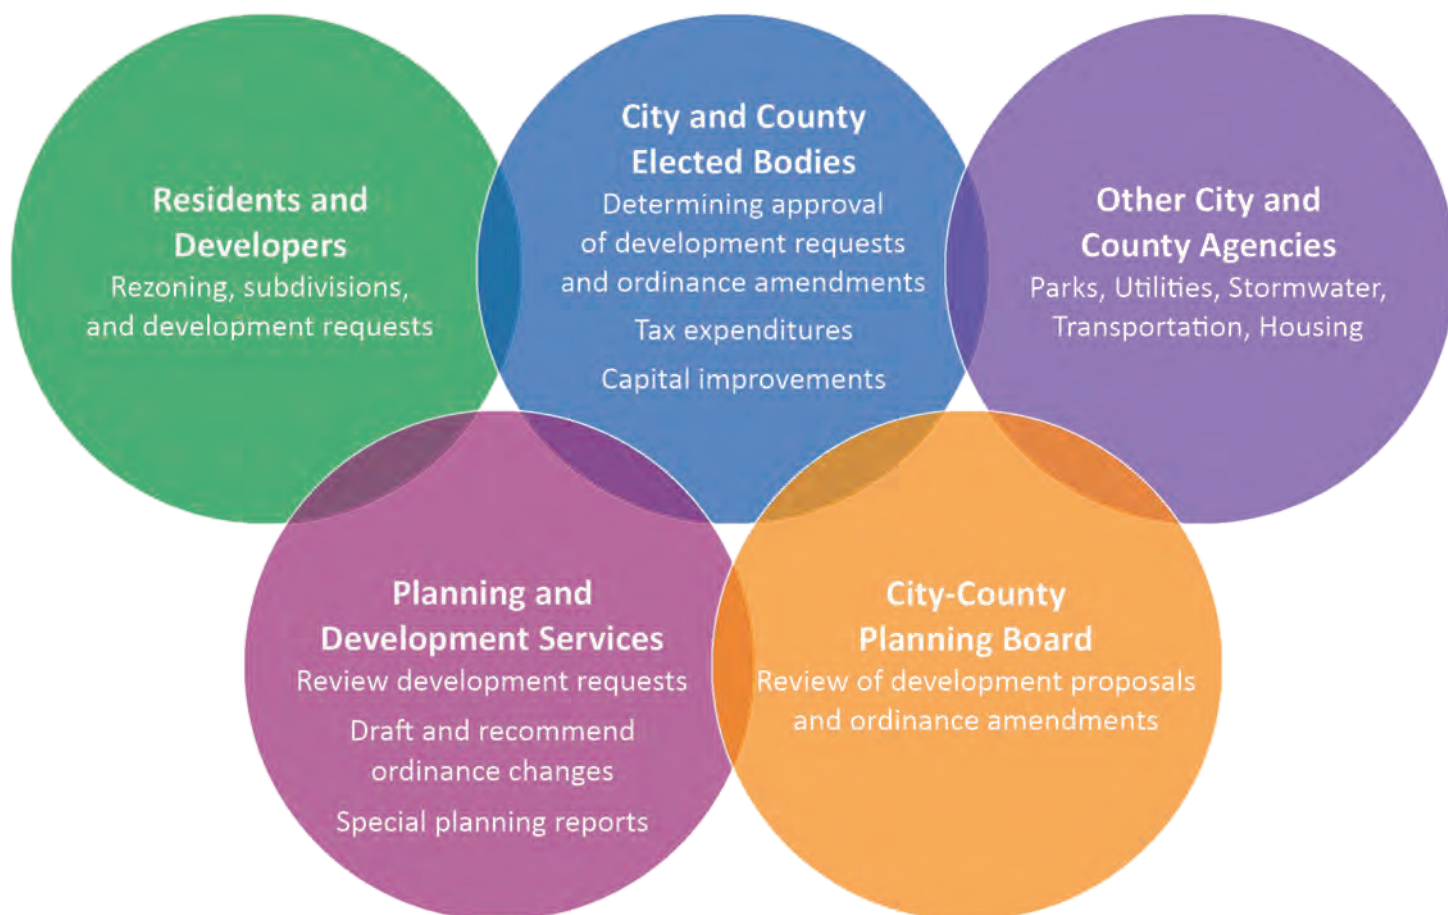 Residents and
Developers
Rezoning, subdivisions,
and development requests
City and County
Elected Bodies
Determining approval
of development requests
and ordinance amendments
Tax expenditures
Capital improvements
Other City and
County Agencies
Parks, Utilities, Stormwater,
Transportation, Housing
Planning and
Development Services
Review development requests
Draft and recommend
ordinance changes
Special planning reports
City-County
Planning Board
Review of development proposals
and ordinance amendments